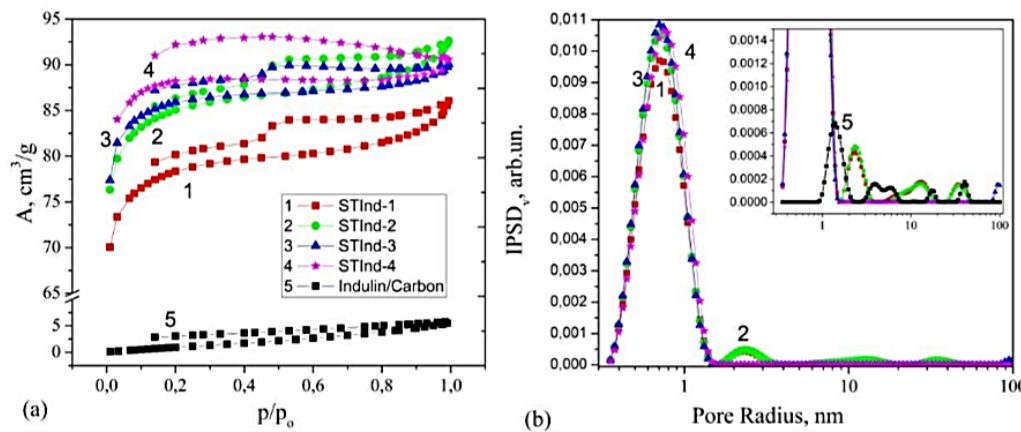 95
90
85
80
75
70
65
5
0
A, cm³/g
4
3
2
1
5
1 STInd-1
2 STInd-2
3 STInd-3
4 STInd-4
5 Indulin/Carbon
0,0 0,2 0,4 0,6 0,8 1,0
p/pₒ
(a)
0,011
0,010
0,009
0,008
0,007
0,006
0,005
0,004
0,003
0,002
0,001
0,000
IPSDᵥ, arb.un.
4
3
1
2
0.0014
0.0012
0.0010
0.0008
0.0006
0.0004
0.0002
0.0000
5
1 10 100
1 10 100
Pore Radius, nm
(b)